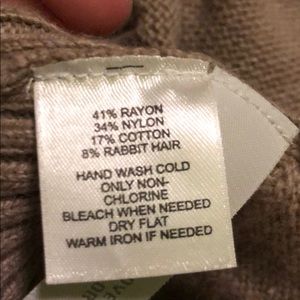 41% RAYON
34% NYLON
17% COTTON
8% RABBIT HAIR
HAND WASH COLD
ONLY NON-
CHLORINE
BLEACH WHEN NEEDED
DRY FLAT
WARM IRON IF NEEDED